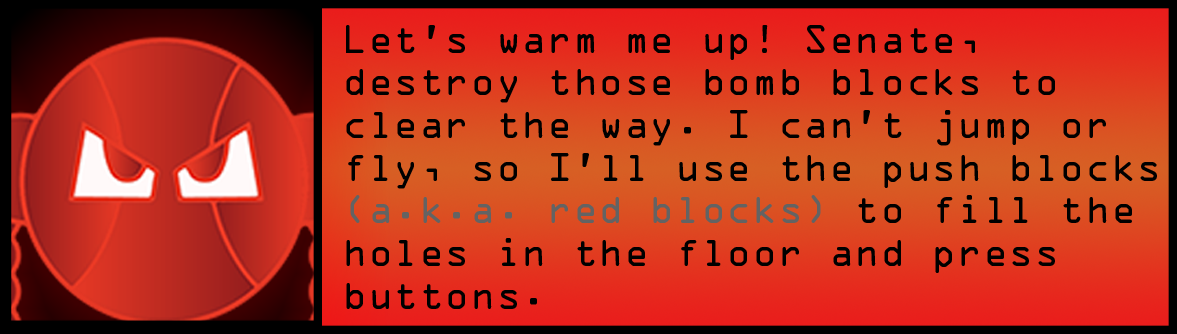 Let's warm me up! Senate,
destroy those bomb blocks to
clear the way. I can't jump or
fly, so I'll use the push blocks
(a.k.a. red blocks) to fill the
holes in the floor and press
buttons.